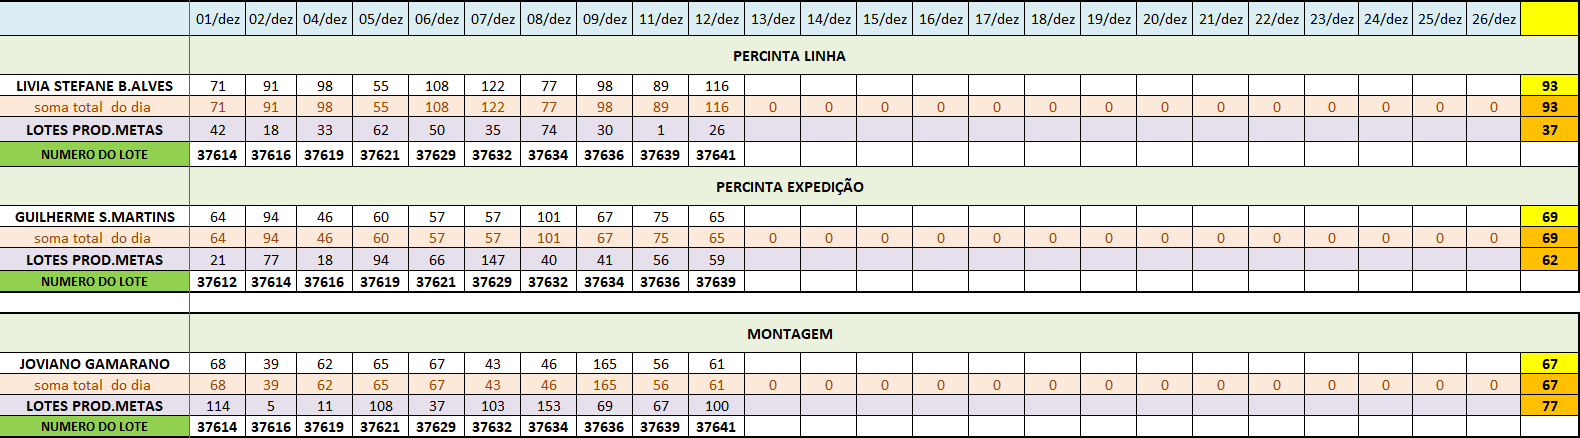 01/dez 02/dez 04/dez 05/dez 06/dez 07/dez 08/dez 09/dez 11/dez 12/dez 13/dez 14/dez 15/dez 16/dez 17/dez 18/dez 19/dez 20/dez 21/dez 22/dez 23/dez 24/dez 25/dez 26/dez
PERCINTA LINHA
LIVIA STEFANE B.ALVES 71 91 98 55 108 122 77 98 89 116 93
soma total do dia 71 91 98 55 108 122 77 98 89 116 0 0 0 0 0 0 0 0 0 0 0 0 0 0 93
LOTES PROD.METAS 42 18 33 62 50 35 74 30 1 26 37
NUMERO DO LOTE 37614 37616 37619 37621 37629 37632 37634 37636 37639 37641
PERCINTA EXPEDIÇÃO
GUILHERME S.MARTINS 64 94 46 60 57 57 101 67 75 65 69
soma total do dia 64 94 46 60 57 57 101 67 75 65 0 0 0 0 0 0 0 0 0 0 0 0 0 0 69
LOTES PROD.METAS 21 77 18 94 66 147 40 41 56 59 62
NUMERO DO LOTE 37612 37614 37616 37619 37621 37629 37632 37634 37636 37639
MONTAGEM
JOVIANO GAMARANO 68 39 62 65 67 43 46 165 56 61 67
soma total do dia 68 39 62 65 67 43 46 165 56 61 0 0 0 0 0 0 0 0 0 0 0 0 0 0 67
LOTES PROD.METAS 114 5 11 108 37 103 153 69 67 100 77
NUMERO DO LOTE 37614 37616 37619 37621 37629 37632 37634 37636 37639 37641